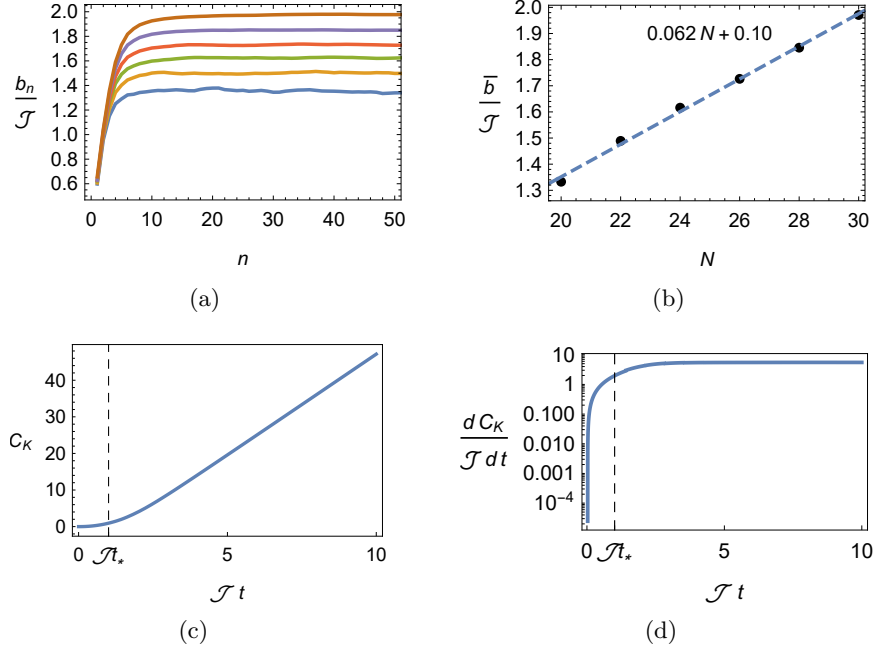 2.0
1.8
1.6
1.4
1.2
1.0
0.8
0.6
b_n
𝒥
0 10 20 30 40 50
n
(a)
2.0
1.9
1.8
1.7
1.6
1.5
1.4
1.3
b̄
𝒥
0.062 N + 0.10
20 22 24 26 28 30
N
(b)
40
30
20
10
0
C_K
0 𝒥t_* 5 10
𝒥 t
(c)
10
1
0.100
0.010
0.001
10⁻⁴
d C_K
𝒥 d t
0 𝒥t_* 5 10
𝒥 t
(d)